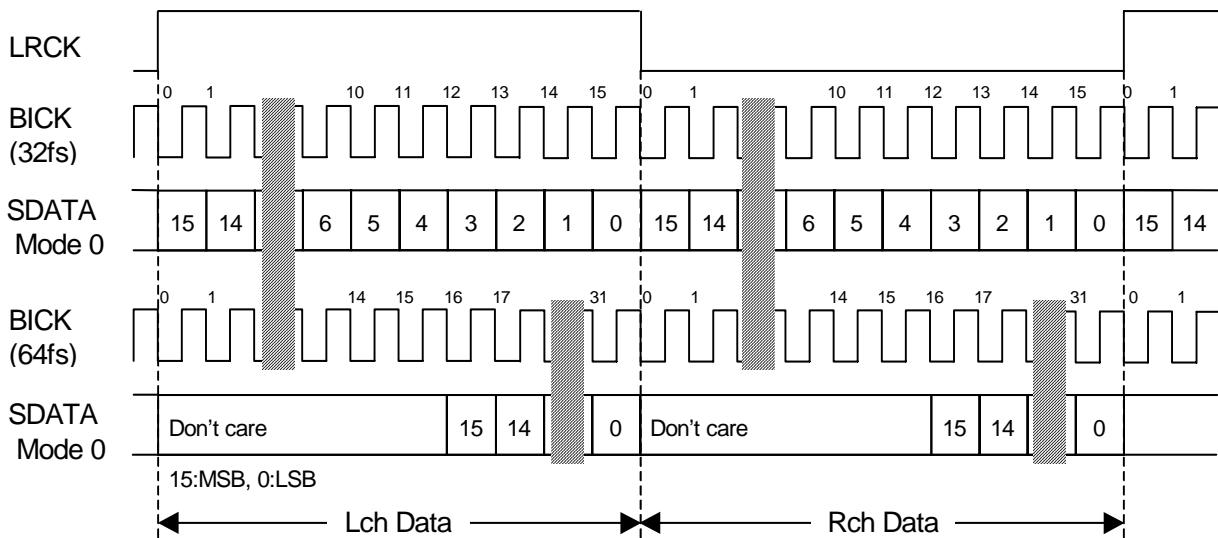 LRCK
0 1 10 11 12 13 14 15 0 1 10 11 12 13 14 15 0 1
BICK
(32fs)
SDATA
Mode 0
15 14 6 5 4 3 2 1 0 15 14 6 5 4 3 2 1 0 15 14
0 1 14 15 16 17 31 0 1 14 15 16 17 31 0 1
BICK
(64fs)
SDATA
Mode 0
Don't care 15 14 0 Don't care 15 14 0
15:MSB, 0:LSB
Lch Data Rch Data